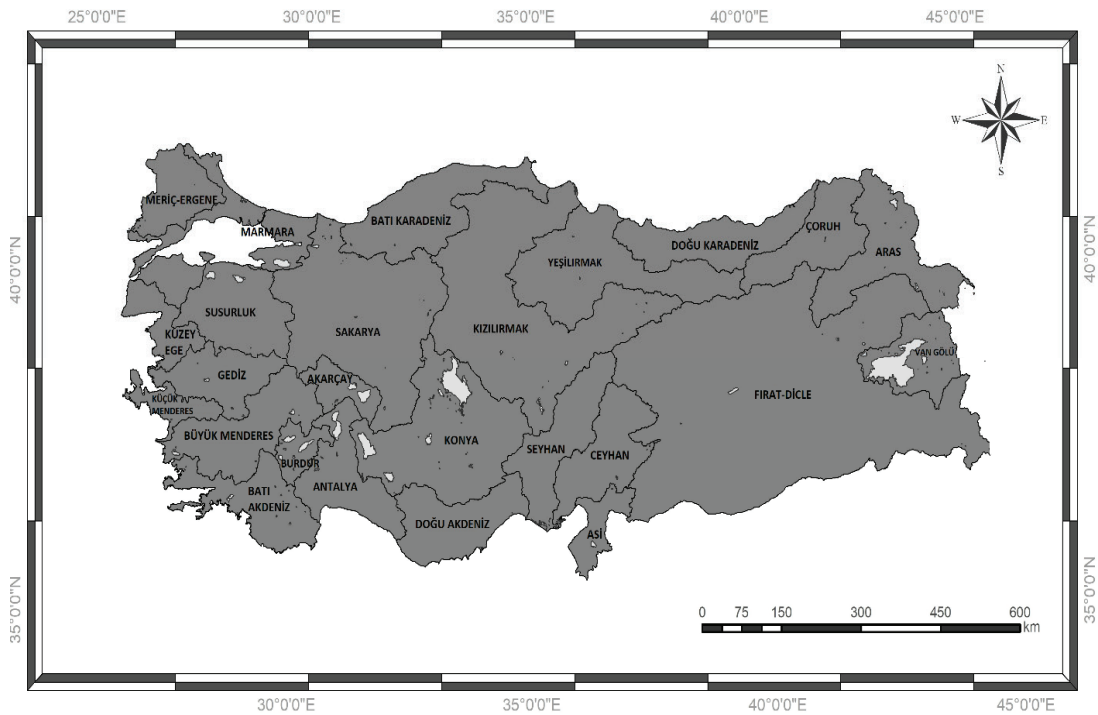 25°0'0"E 30°0'0"E 35°0'0"E 40°0'0"E 45°0'0"E
N
W E
S
40°0'0"N
40°0'0"N
MERİÇ-ERGENE
MARMARA
BATI KARADENİZ
DOĞU KARADENİZ
ÇORUH
ARAS
YEŞİLIRMAK
SUSURLUK
SAKARYA
KIZILIRMAK
KUZEY
EGE
VAN GÖLÜ
GEDİZ
AKARÇAY
FIRAT-DİCLE
KÜÇÜK
MENDERES
BÜYÜK MENDERES
KONYA
SEYHAN
CEYHAN
BURDUR
ANTALYA
BATI
AKDENİZ
DOĞU AKDENİZ
ASİ
35°0'0"N
35°0'0"N
0 75 150 300 450 600
km
30°0'0"E 35°0'0"E 40°0'0"E 45°0'0"E